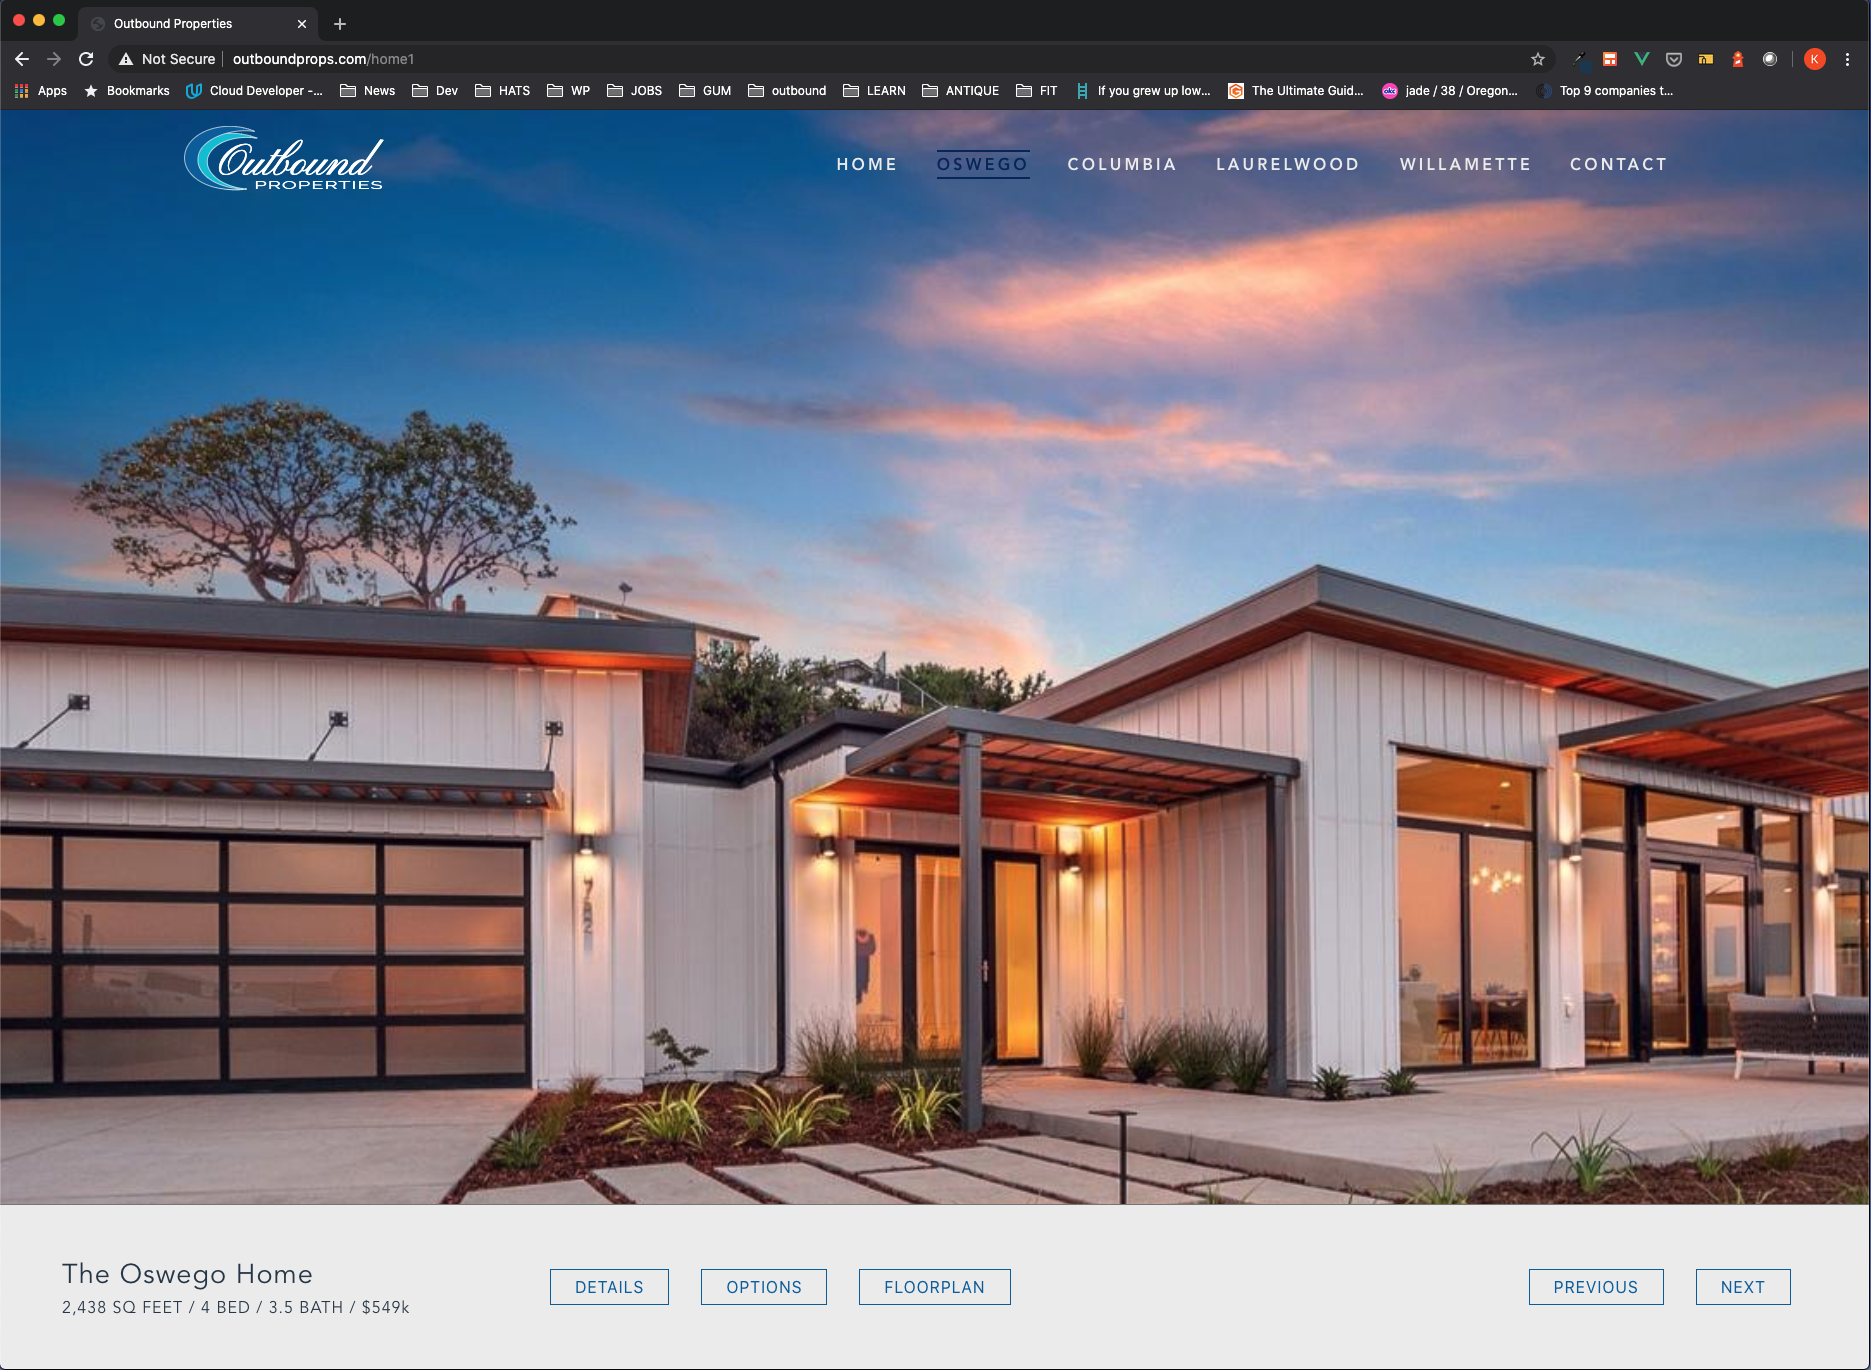 Outbound Properties
Not Secure outboundprops.com/home1
K
Apps Bookmarks Cloud Developer -... News Dev HATS WP JOBS GUM outbound LEARN ANTIQUE FIT If you grew up low... The Ultimate Guid... jade / 38 / Oregon... Top 9 companies t...
Outbound
PROPERTIES
HOME OSWEGO COLUMBIA LAURELWOOD WILLAMETTE CONTACT
The Oswego Home
2,438 SQ FEET / 4 BED / 3.5 BATH / $549k
DETAILS OPTIONS FLOORPLAN PREVIOUS NEXT